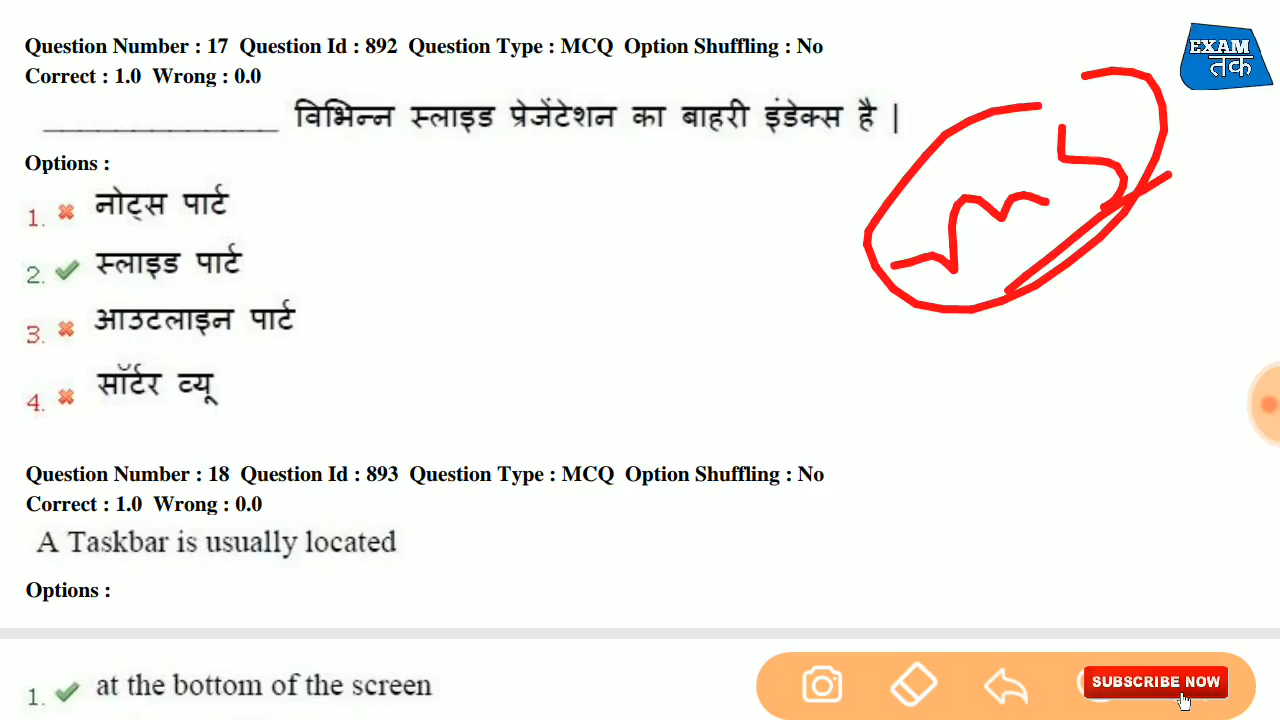 Question Number : 17 Question Id : 892 Question Type : MCQ Option Shuffling : No
Correct : 1.0 Wrong : 0.0
EXAM
तक
________________ विभिन्न स्लाइड प्रेजेंटेशन का बाहरी इंडेक्स है |
Options :
1. नोट्स पार्ट
2. स्लाइड पार्ट
3. आउटलाइन पार्ट
4. सॉर्टर व्यू
Question Number : 18 Question Id : 893 Question Type : MCQ Option Shuffling : No
Correct : 1.0 Wrong : 0.0
A Taskbar is usually located
Options :
1. at the bottom of the screen
SUBSCRIBE NOW